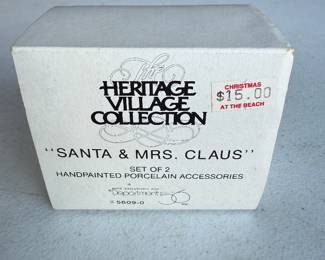 The
HERITAGE
VILLAGE
COLLECTION
CHRISTMAS
$15.00
AT THE BEACH
"SANTA & MRS. CLAUS"
SET OF 2
HANDPAINTED PORCELAIN ACCESSORIES
Department 56
5609-0